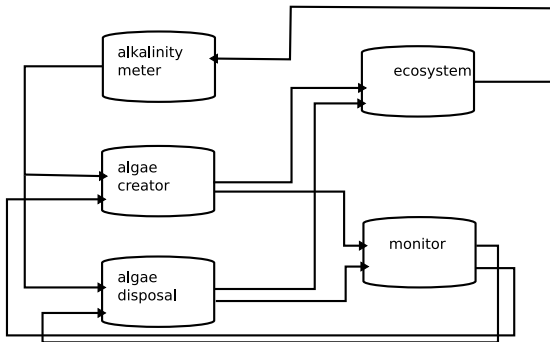 alkalinity
meter
ecosystem
algae
creator
monitor
algae
disposal